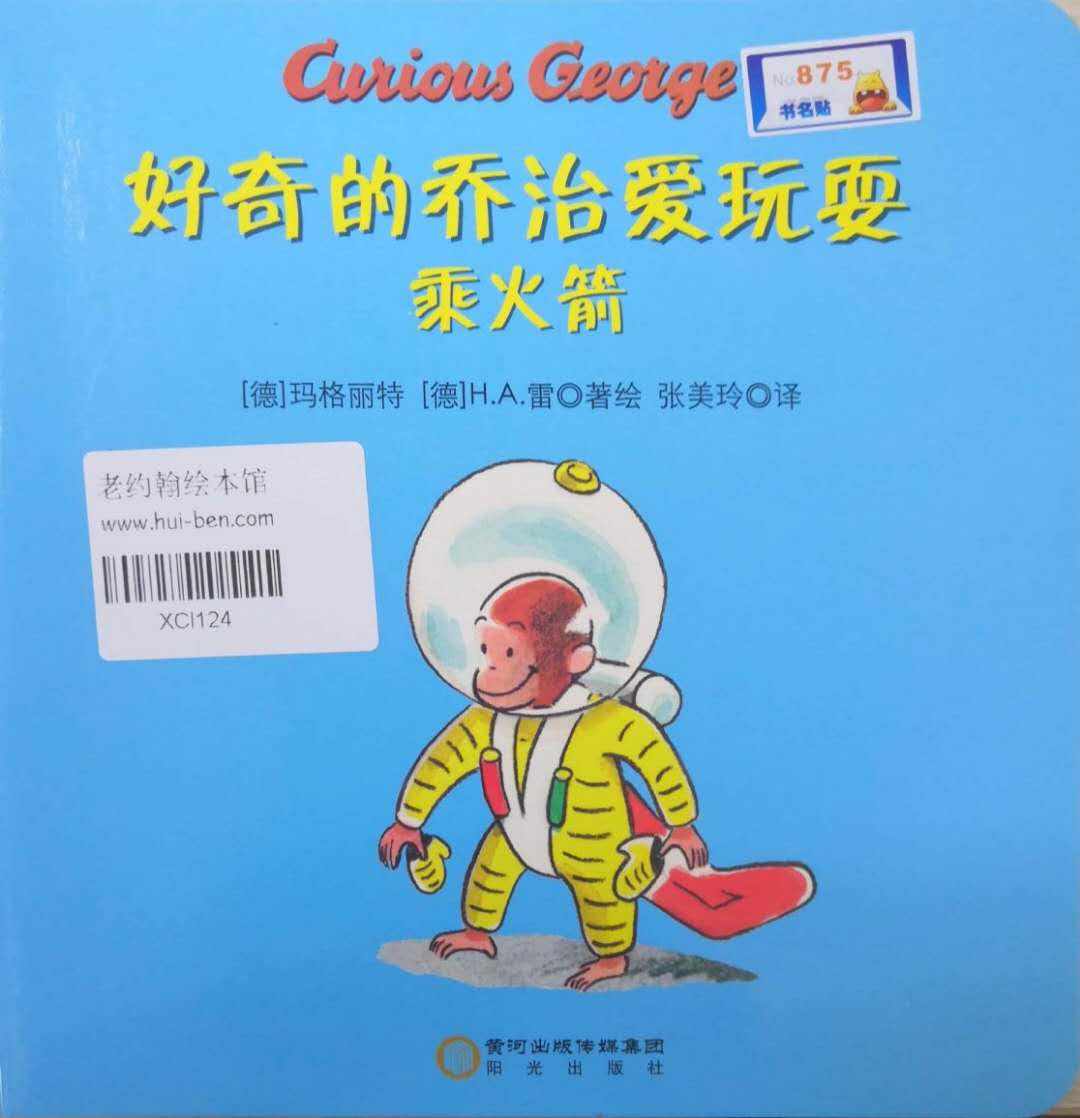 Curious George
No.875
书名贴
好奇的乔治爱玩耍
乘火箭
[德]玛格丽特 [德]H.A.雷◎著绘 张美玲◎译
老约翰绘本馆
www.hui-ben.com
XCI124
黄河出版传媒集团
阳光出版社